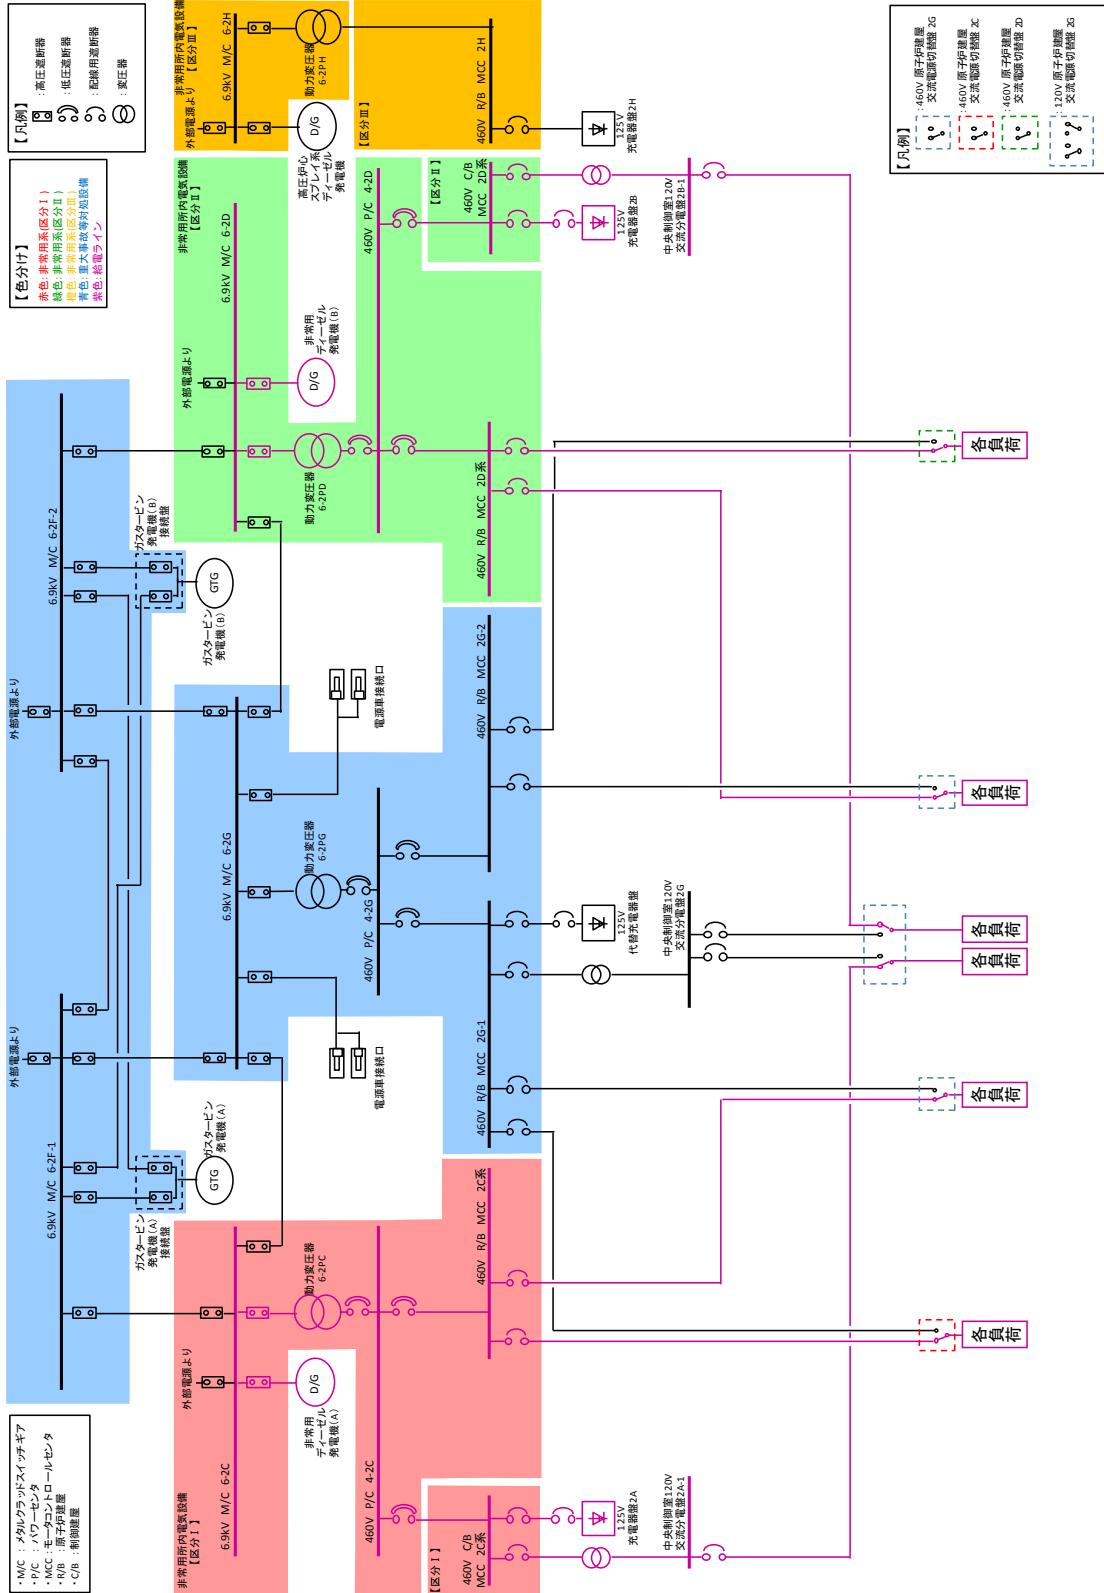 ・M/C ：メタルクラッドスイッチギア
・P/C ：パワーセンタ
・MCC：モータコントロールセンタ
・R/B ：原子炉建屋
・C/B ：制御建屋
【色分け】
赤色：非常用系(区分Ⅰ)
緑色：非常用系(区分Ⅱ)
橙色：非常用系(区分Ⅲ)
青色：重大事故等対処設備
紫色：給電ライン
【凡例】
：高圧遮断器
：低圧遮断器
：配線用遮断器
：変圧器
外部電源より
6.9kV M/C 6-2F-1
外部電源より
6.9kV M/C 6-2F-2
ガスタービン
発電機(A)
接続盤
ガスタービン
発電機(A)
GTG
ガスタービン
発電機(B)
接続盤
ガスタービン
発電機(B)
GTG
非常用所内電気設備
【区分Ⅰ】
外部電源より
6.9kV M/C 6-2C
非常用
ディーゼル
発電機(A)
D/G
動力変圧器
6-2PC
460V P/C 4-2C
【区分Ⅰ】
460V C/B
MCC 2C系
460V R/B MCC 2C系
125V
充電器盤2A
中央制御室120V
交流分電盤2A-1
6.9kV M/C 6-2G
電源車接続口
動力変圧器
6-2PG
電源車接続口
460V P/C 4-2G
460V R/B MCC 2G-1
460V R/B MCC 2G-2
125V
代替充電器盤
中央制御室120V
交流分電盤2G
非常用所内電気設備
【区分Ⅱ】
外部電源より
6.9kV M/C 6-2D
非常用
ディーゼル
発電機(B)
D/G
動力変圧器
6-2PD
460V P/C 4-2D
【区分Ⅱ】
460V C/B
MCC 2D系
460V R/B MCC 2D系
125V
充電器盤2B
中央制御室120V
交流分電盤2B-1
非常用所内電気設備
【区分Ⅲ】
外部電源より
6.9kV M/C 6-2H
高圧炉心
スプレイ系
ディーゼル
発電機
D/G
動力変圧器
6-2PH
【区分Ⅲ】
460V R/B MCC 2H
125V
充電器盤2H
各負荷
各負荷
各負荷
各負荷
各負荷
各負荷
【凡例】
：460V 原子炉建屋
交流電源切替盤 2G
：460V 原子炉建屋
交流電源切替盤 2C
：460V 原子炉建屋
交流電源切替盤 2D
：120V 原子炉建屋
交流電源切替盤 2G